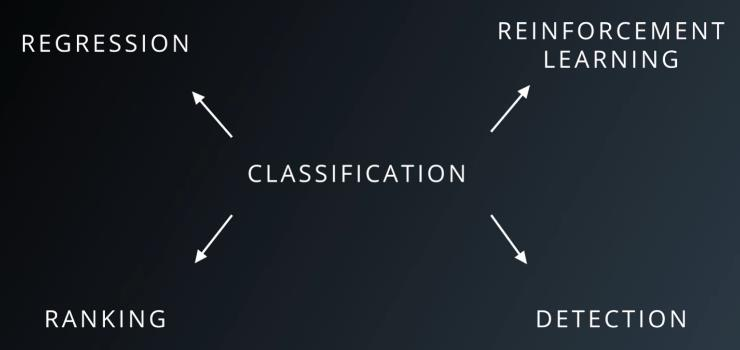 REGRESSION
REINFORCEMENT
LEARNING
CLASSIFICATION
RANKING
DETECTION